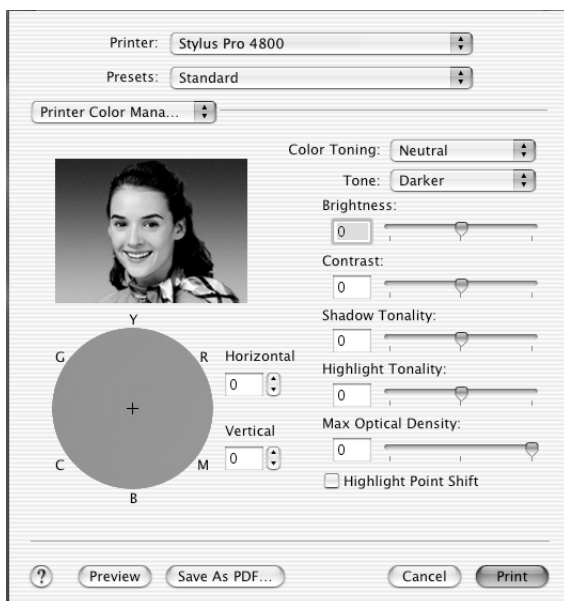 Printer: Stylus Pro 4800
Presets: Standard
Printer Color Mana...
Color Toning: Neutral
Tone: Darker
Brightness:
0
Contrast:
0
Shadow Tonality:
0
Highlight Tonality:
0
Max Optical Density:
0
Highlight Point Shift
Y
G
R
C
M
B
Horizontal
0
Vertical
0
?
Preview
Save As PDF...
Cancel
Print